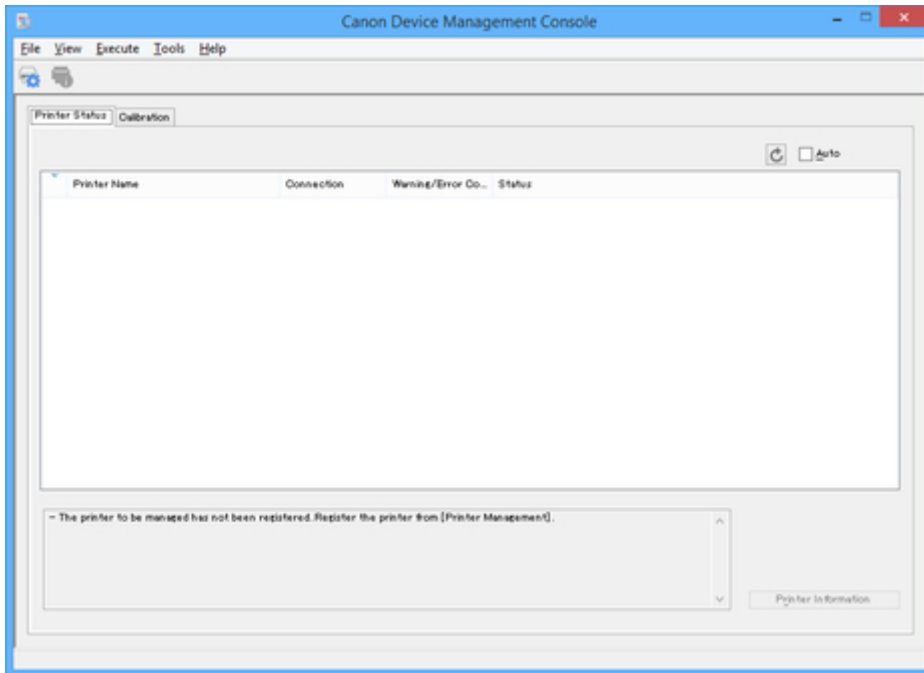 Canon Device Management Console
File View Execute Tools Help
Printer Status Calibration
Auto
Printer Name Connection Warning/Error Co... Status
- The printer to be managed has not been registered.Register the printer from [Printer Management].
Printer Information